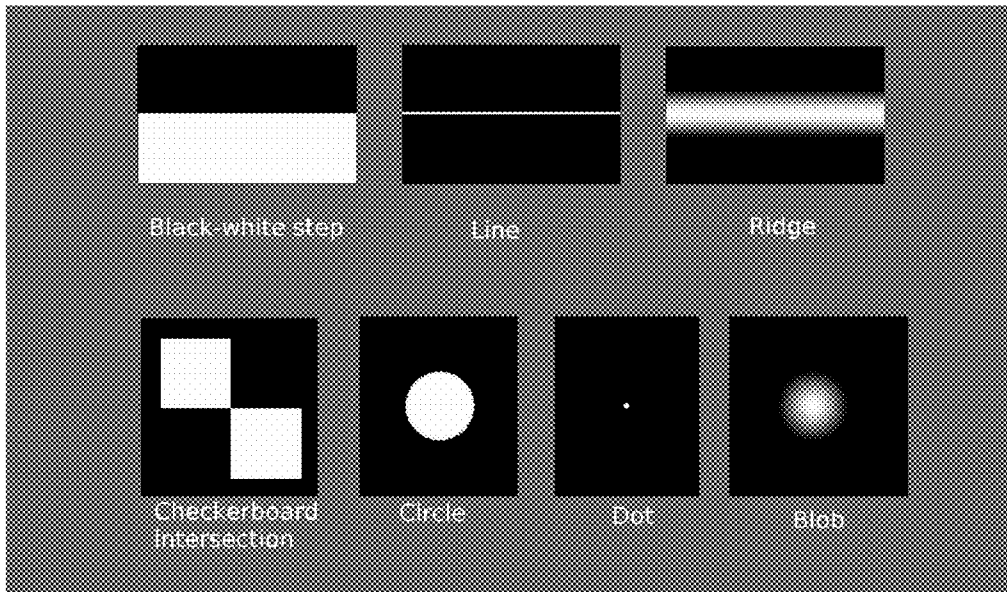 Black-white step
Line
Ridge
Checkerboard
intersection
Circle
Dot
Blob